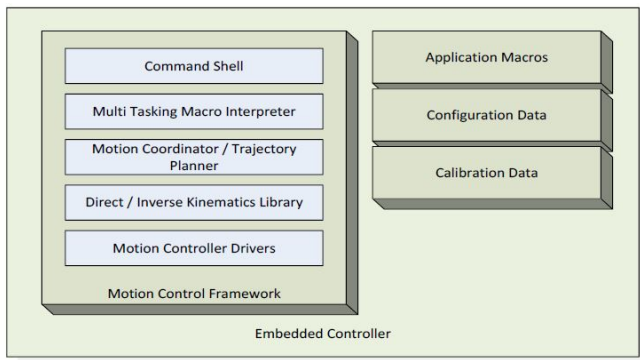 Command Shell
Multi Tasking Macro Interpreter
Motion Coordinator / Trajectory
Planner
Direct / Inverse Kinematics Library
Motion Controller Drivers
Motion Control Framework
Application Macros
Configuration Data
Calibration Data
Embedded Controller